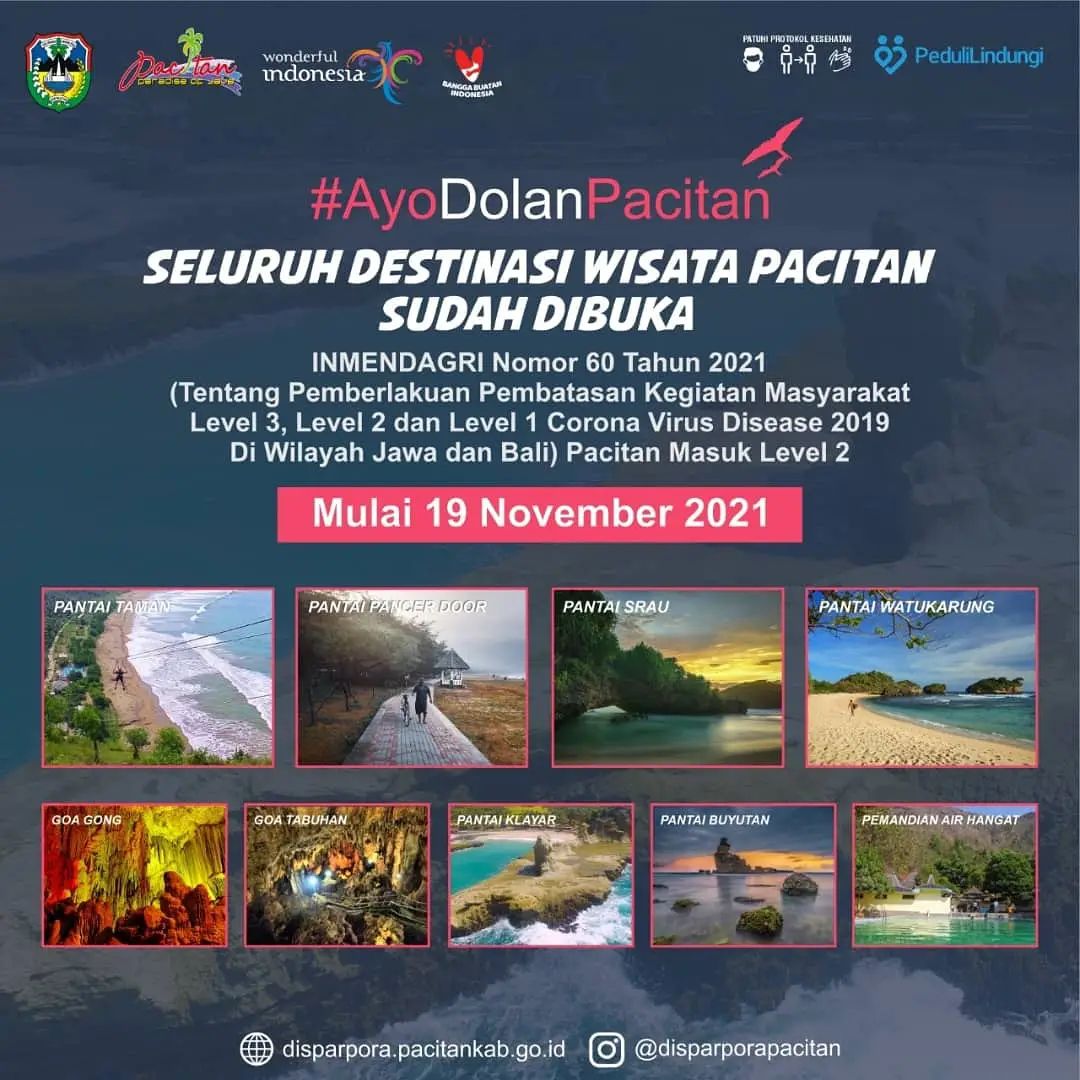 Pacitan
paradise of java
wonderful
indonesia
BANGGA BUATAN
INDONESIA
PATUHI PROTOKOL KESEHATAN
PeduliLindungi
#AyoDolanPacitan
SELURUH DESTINASI WISATA PACITAN
SUDAH DIBUKA
INMENDAGRI Nomor 60 Tahun 2021
(Tentang Pemberlakuan Pembatasan Kegiatan Masyarakat
Level 3, Level 2 dan Level 1 Corona Virus Disease 2019
Di Wilayah Jawa dan Bali) Pacitan Masuk Level 2
Mulai 19 November 2021
PANTAI TAMAN
PANTAI PANCER DOOR
PANTAI SRAU
PANTAI WATUKARUNG
GOA GONG
GOA TABUHAN
PANTAI KLAYAR
PANTAI BUYUTAN
PEMANDIAN AIR HANGAT
disparpora.pacitankab.go.id
@disparporapacitan